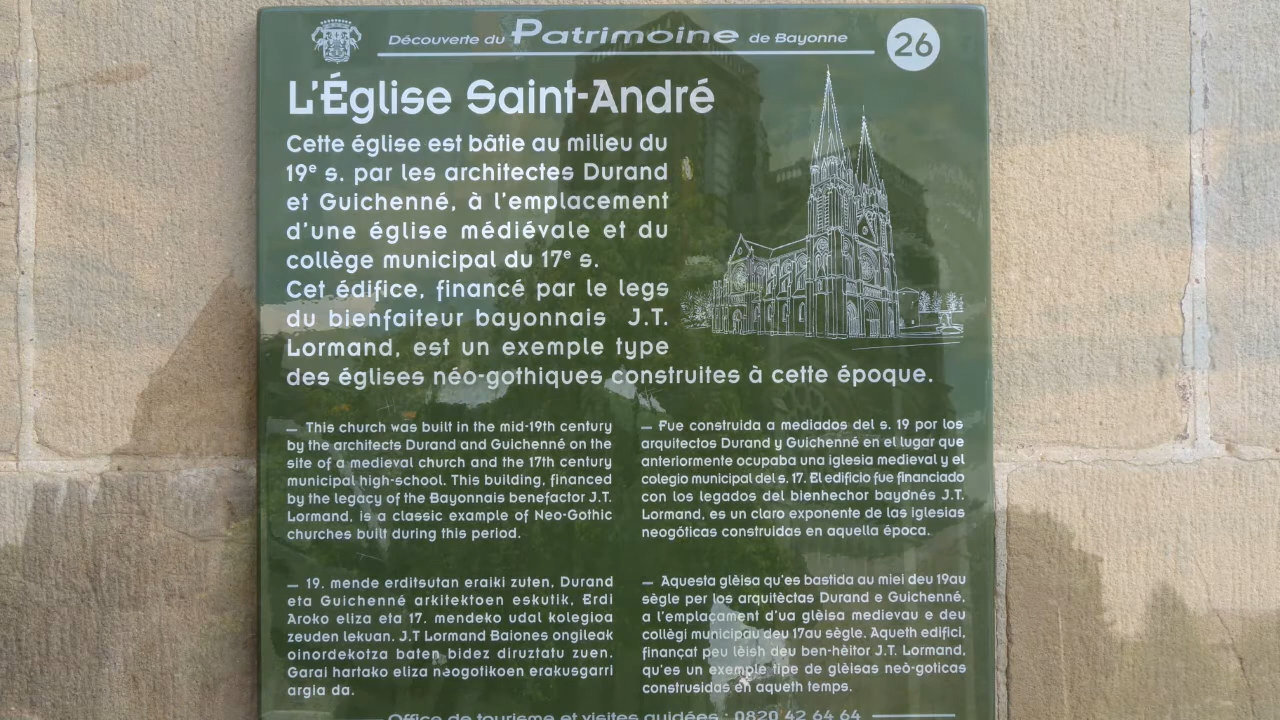 Découverte du Patrimoine de Bayonne
26
L'Église Saint-André
Cette église est bâtie au milieu du
19e s. par les architectes Durand
et Guichenné, à l'emplacement
d'une église médiévale et du
collège municipal du 17e s.
Cet édifice, financé par le legs
du bienfaiteur bayonnais J.T.
Lormand, est un exemple type
des églises néo-gothiques construites à cette époque.
— This church was built in the mid-19th century
by the architects Durand and Guichenné on the
site of a medieval church and the 17th century
municipal high-school. This building, financed
by the legacy of the Bayonnais benefactor J.T.
Lormand, is a classic example of Neo-Gothic
churches built during this period.
— Fue construida a mediados del s. 19 por los
arquitectos Durand y Guichenné en el lugar que
anteriormente ocupaba una iglesia medieval y el
colegio municipal del s. 17. El edificio fue financiado
con los legados del bienhechor bayonés J.T.
Lormand, es un claro exponente de las iglesias
neogóticas construidas en aquella época.
— 19. mende erditsutan eraiki zuten, Durand
eta Guichenné arkitektoen eskutik, Erdi
Aroko eliza eta 17. mendeko udal kolegioa
zeuden lekuan. J.T Lormand Baiones ongileak
oinordekotza baten bidez diruztatu zuen.
Garai hartako eliza neogotikoen erakusgarri
argia da.
— Aquesta glèisa qu'es bastida au miei deu 19au
sègle per los arquitèctas Durand e Guichenné,
a l'emplaçament d'ua glèisa medievau e deu
collègi municipau deu 17au sègle. Aqueth edifici,
finançat peu lèish deu ben-hèitor J.T. Lormand,
qu'es un exemple tipe de glèisas neò-goticas
construsidas en aqueth temps.
Office de tourisme et visites guidées : 0820 42 64 64